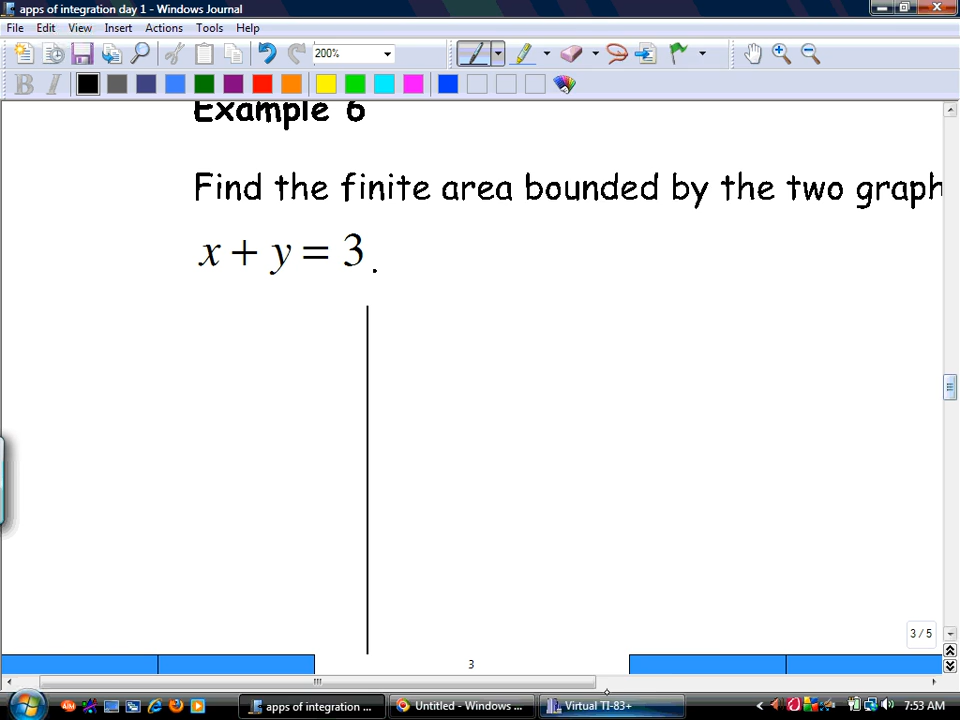 apps of integration day 1 - Windows Journal
File Edit View Insert Actions Tools Help
200%
B I
Example 6
Find the finite area bounded by the two graph
x + y = 3.
3 / 5
3
apps of integration ... Untitled - Windows ... Virtual TI-83+ < 7:53 AM